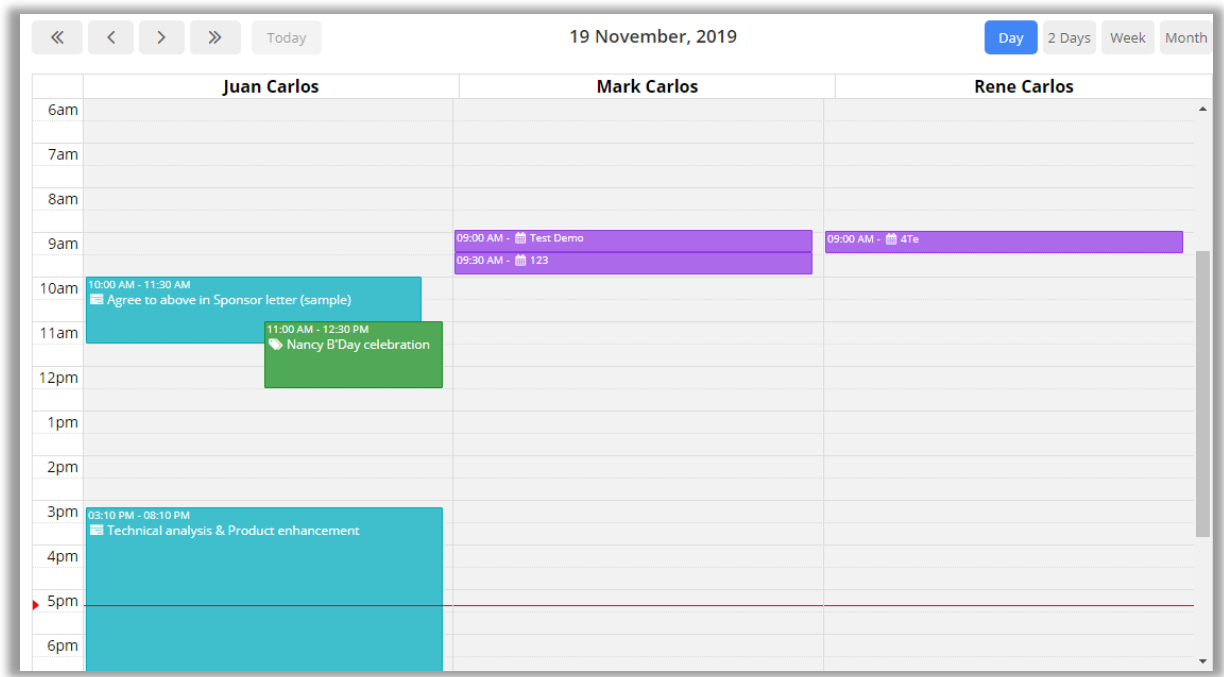 Today
19 November, 2019
Day
2 Days
Week
Month
Juan Carlos
Mark Carlos
Rene Carlos
6am
7am
8am
9am
09:00 AM - Test Demo
09:00 AM - 4Te
09:30 AM - 123
10am
10:00 AM - 11:30 AM
Agree to above in Sponsor letter (sample)
11am
11:00 AM - 12:30 PM
Nancy B'Day celebration
12pm
1pm
2pm
3pm
03:10 PM - 08:10 PM
Technical analysis & Product enhancement
4pm
5pm
6pm